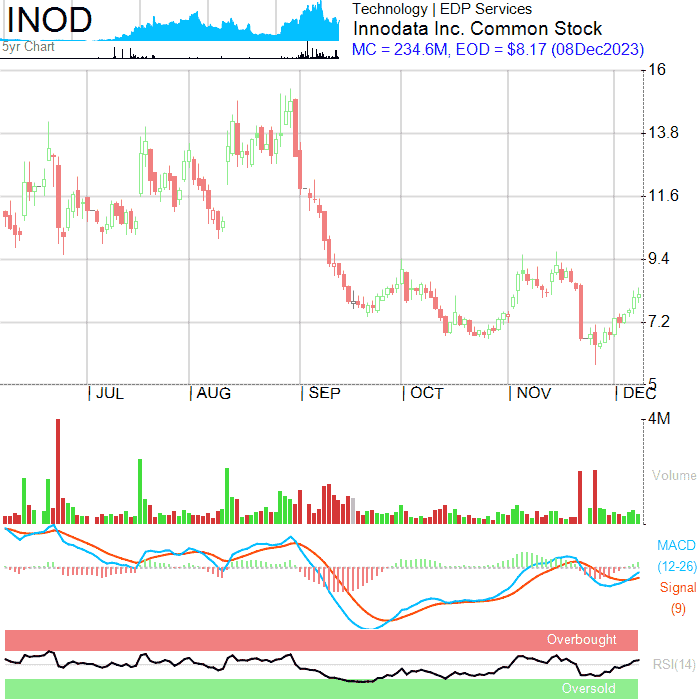 INOD
5yr Chart
Technology | EDP Services
Innodata Inc. Common Stock
MC = 234.6M, EOD = $8.17 (08Dec2023)
16
13.8
11.6
9.4
7.2
5
JUL AUG SEP OCT NOV DEC
4M
Volume
MACD
(12-26)
Signal
(9)
Overbought
RSI(14)
Oversold